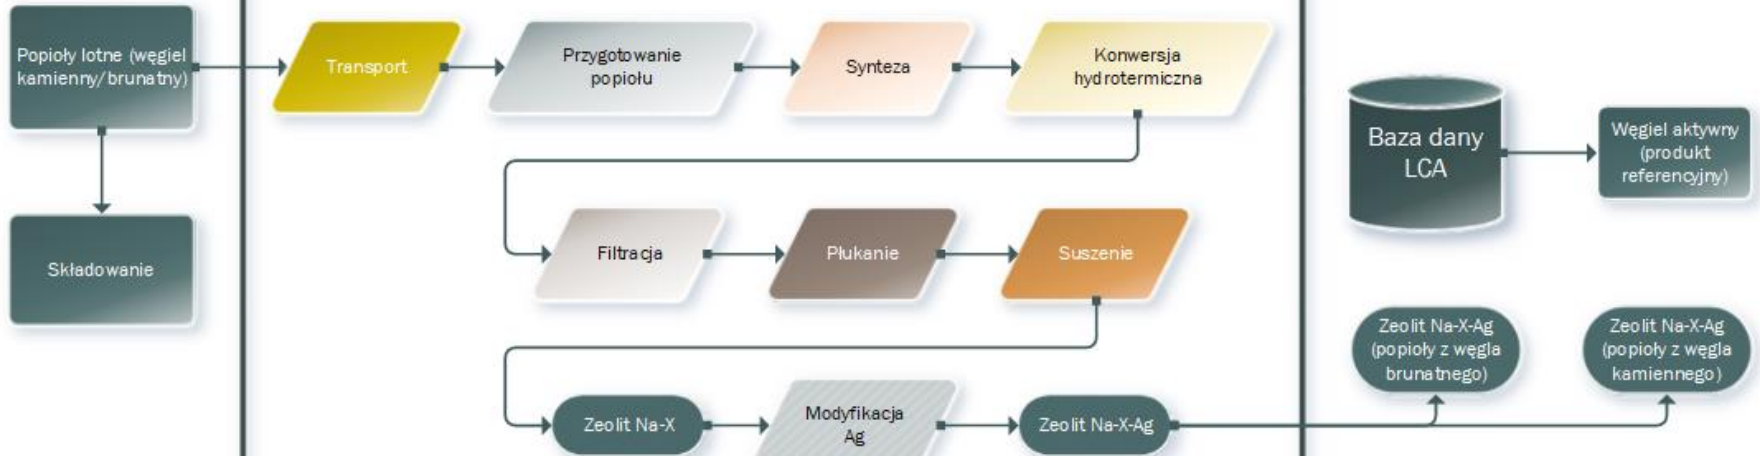 Popioły lotne (węgiel
kamienny/brunatny)
Transport
Przygotowanie
popiołu
Synteza
Konwersja
hydrotermiczna
Baza dany
LCA
Węgiel aktywny
(produkt
referencyjny)
Składowanie
Filtracja
Płukanie
Suszenie
Zeolit Na-X-Ag
(popioły z węgla
brunatnego)
Zeolit Na-X-Ag
(popioły z węgla
kamiennego)
Zeolit Na-X
Modyfikacja
Ag
Zeolit Na-X-Ag